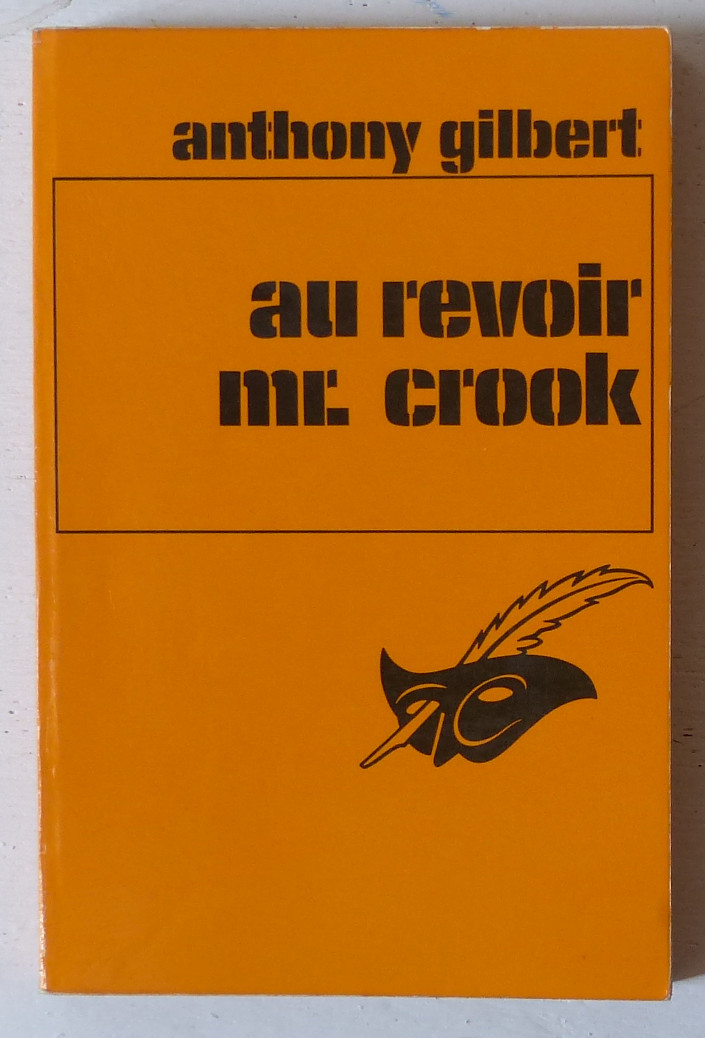 anthony gilbert
au revoir
mr. crook